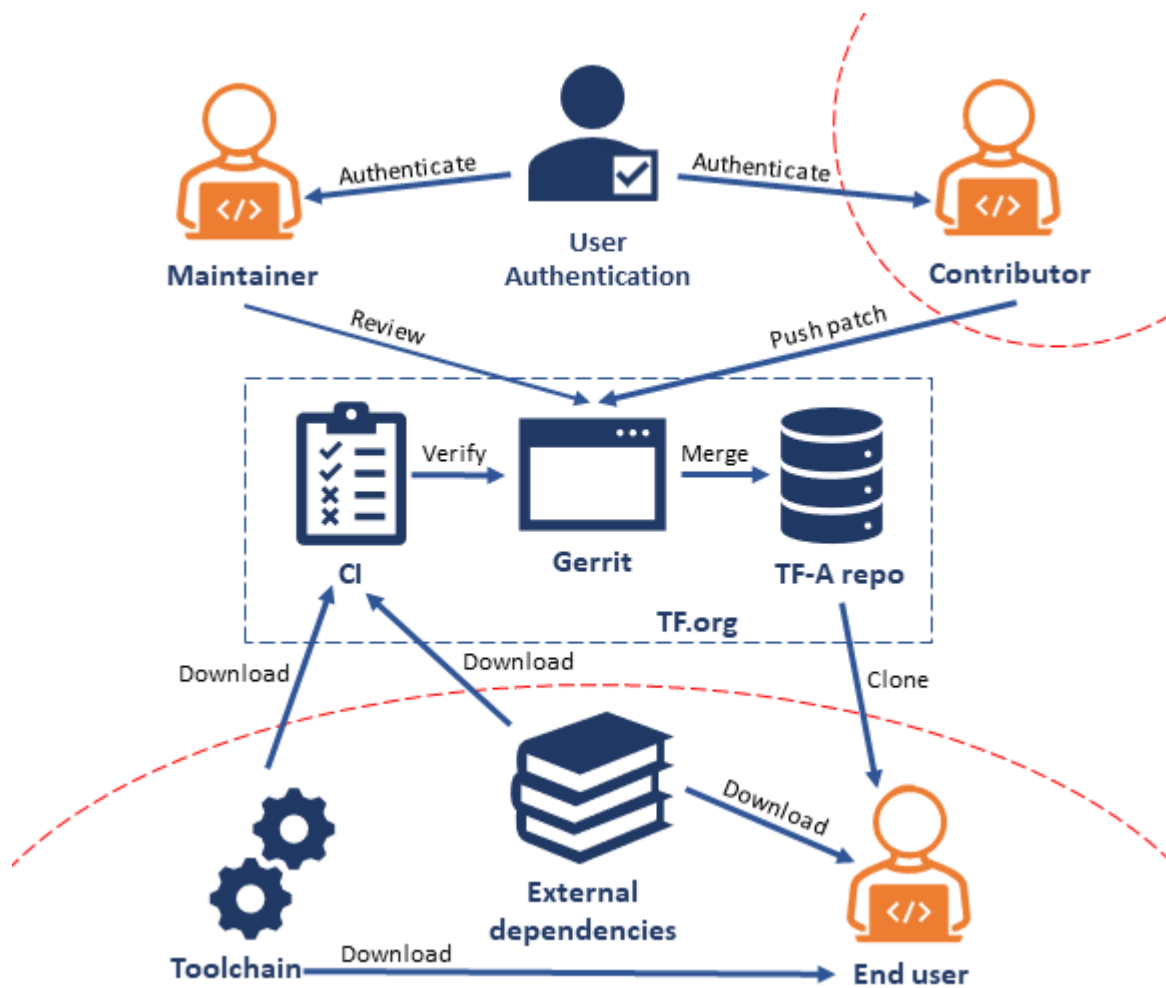 Authenticate
Authenticate
</>
</>
User
Authentication
Maintainer
Contributor
Review
Push patch
Verify
Merge
Gerrit
CI
TF-A repo
TF.org
Download
Download
Clone
Download
</>
External
dependencies
Download
Toolchain
End user